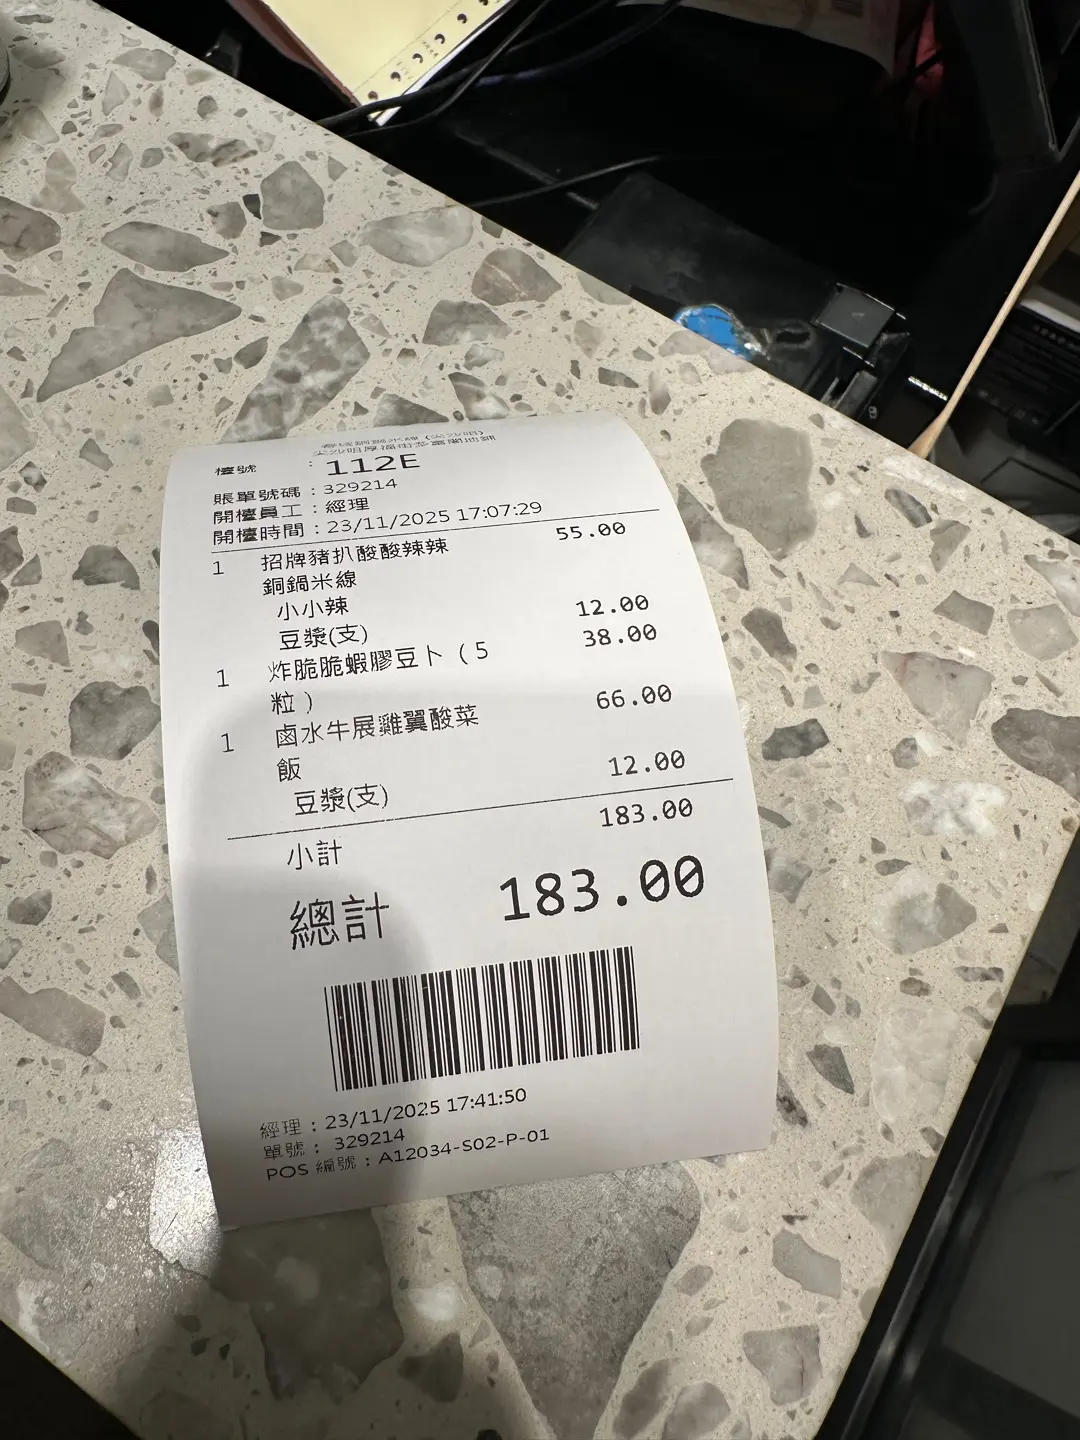 檯號 : 112E
賬單號碼 : 329214
開檯員工 : 經理
開檯時間 : 23/11/2025 17:07:29
1 招牌豬扒酸酸辣辣 55.00
銅鍋米線
小小辣
豆漿(支) 12.00
1 炸脆脆蝦膠豆卜 (5 38.00
粒)
1 鹵水牛展雞翼酸菜 66.00
飯
豆漿(支) 12.00
小計 183.00
總計 183.00
經理 : 23/11/2025 17:41:50
單號 : 329214
POS 編號 : A12034-S02-P-01